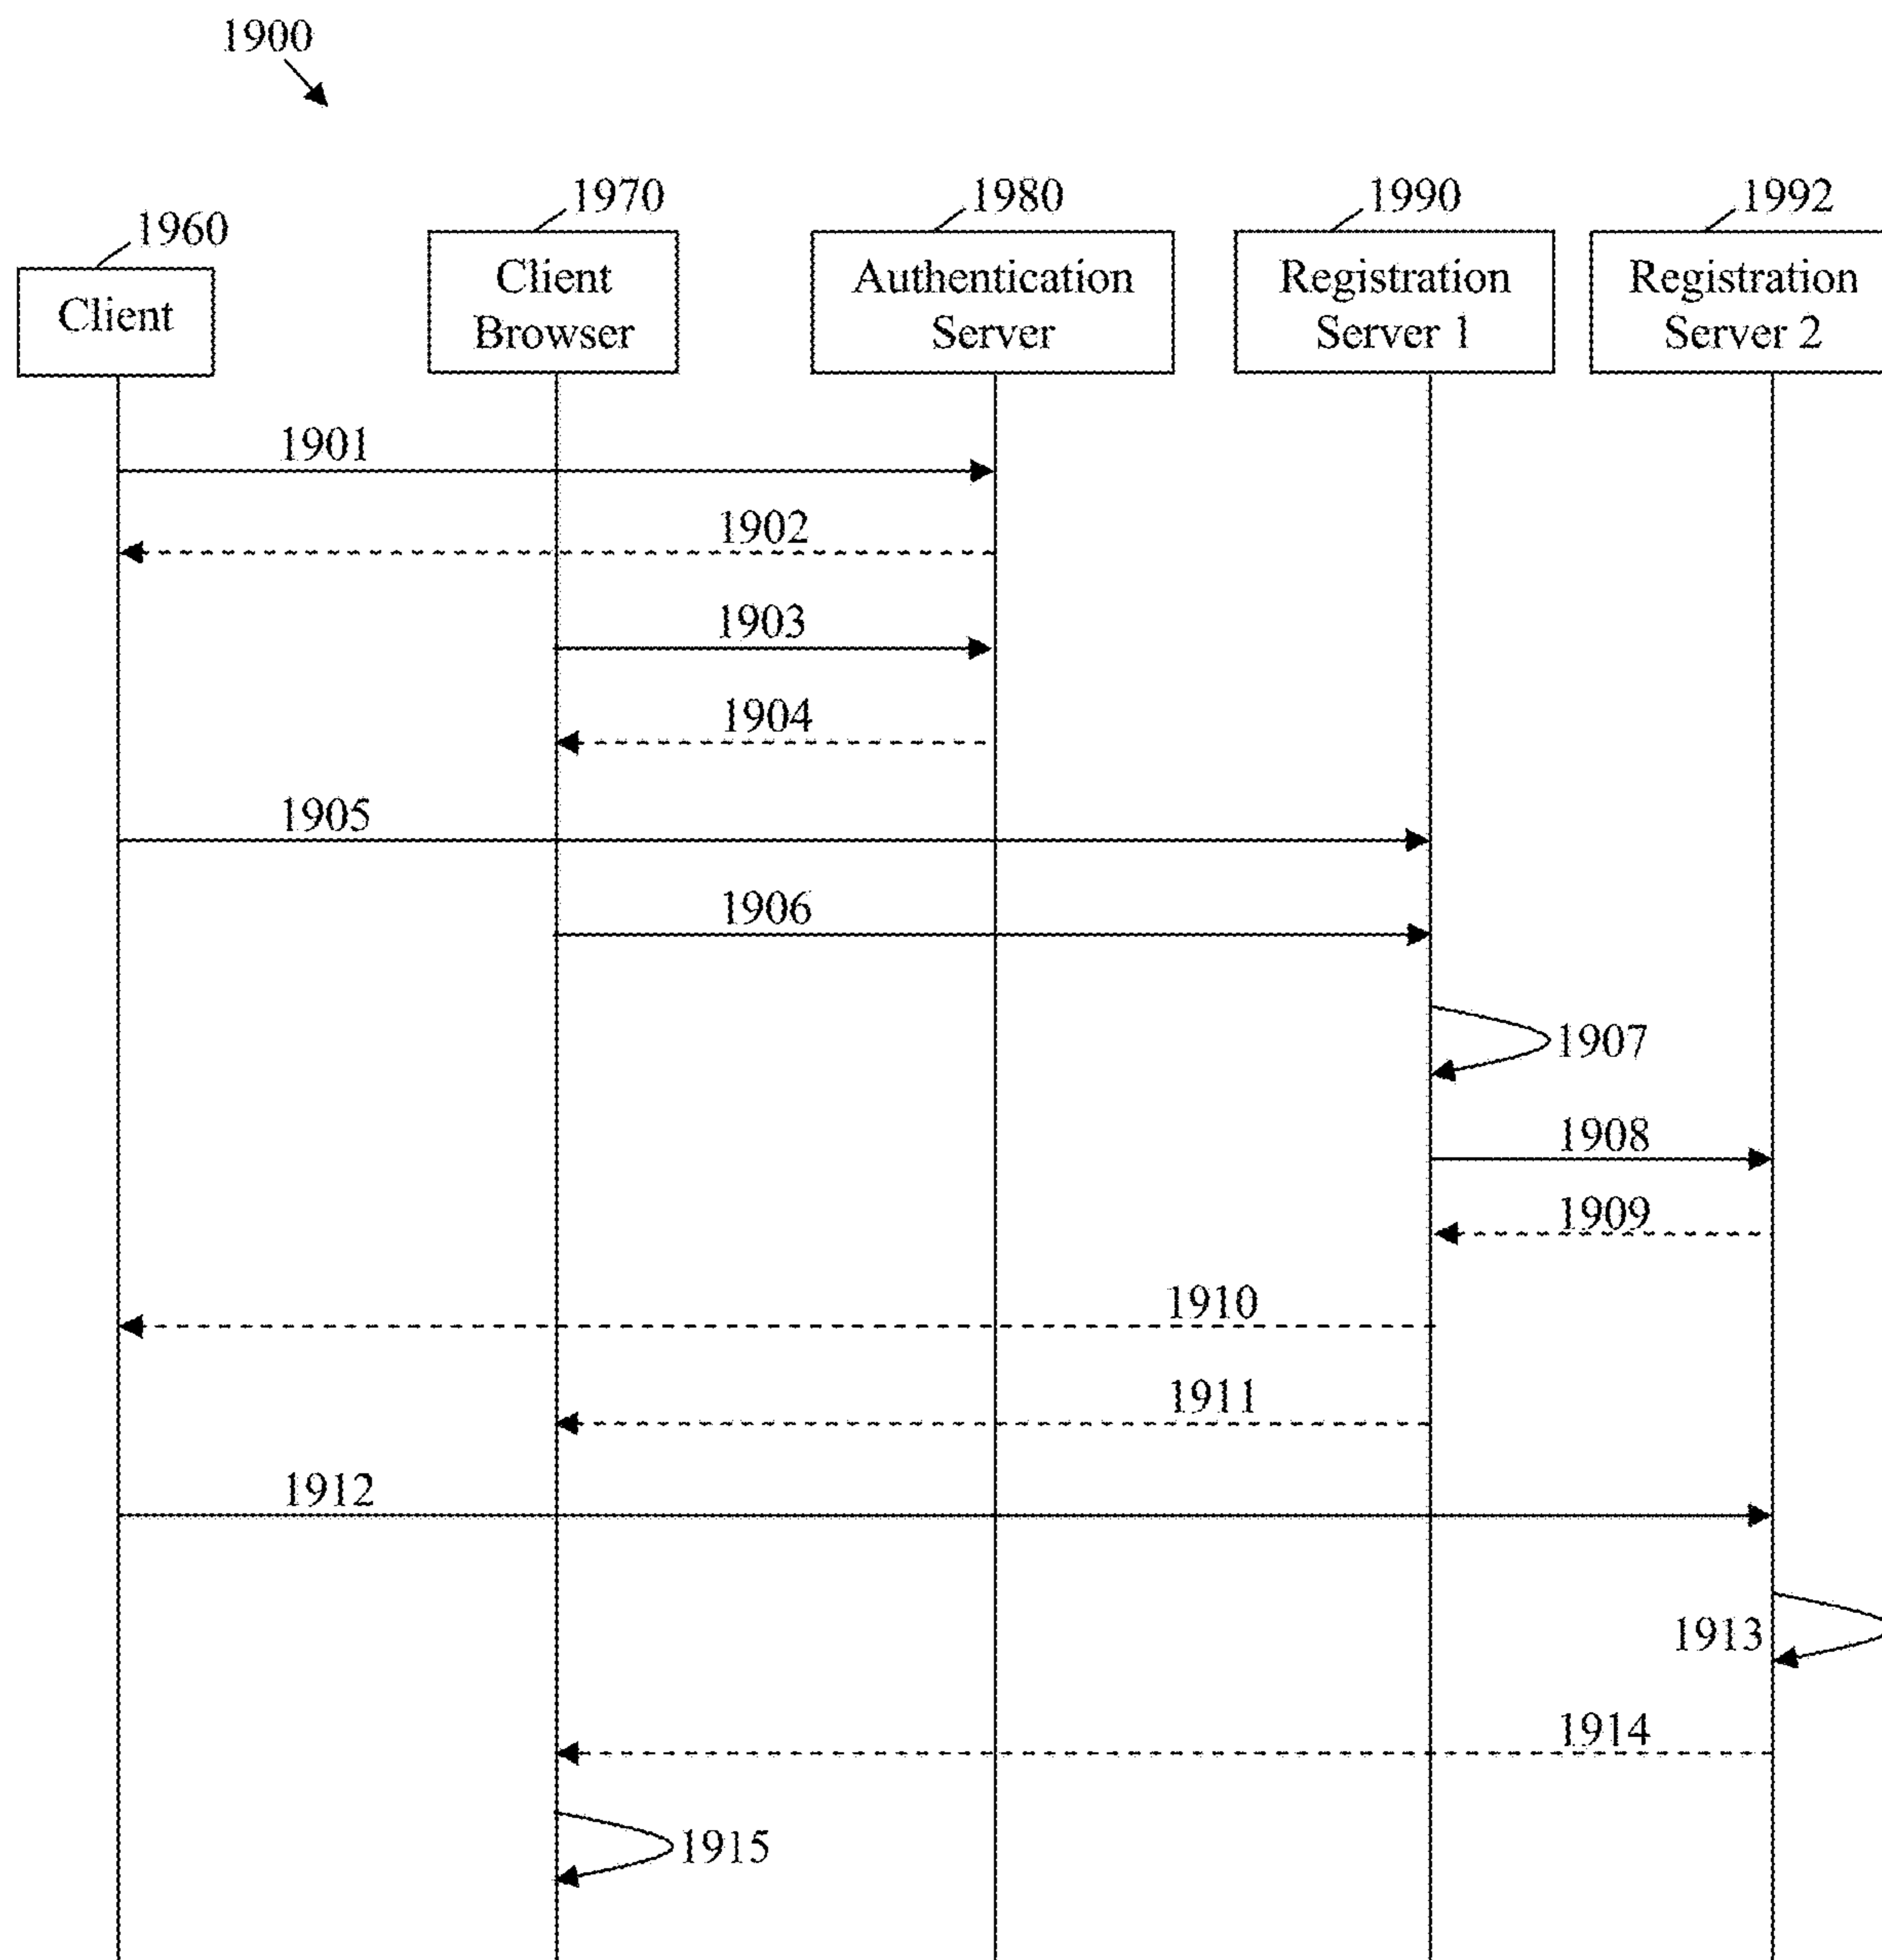 1900
1960
1970
1980
1990
1992
Client
Client
Browser
Authentication
Server
Registration
Server 1
Registration
Server 2
1901
1902
1903
1904
1905
1906
1907
1908
1909
1910
1911
1912
1913
1914
1915